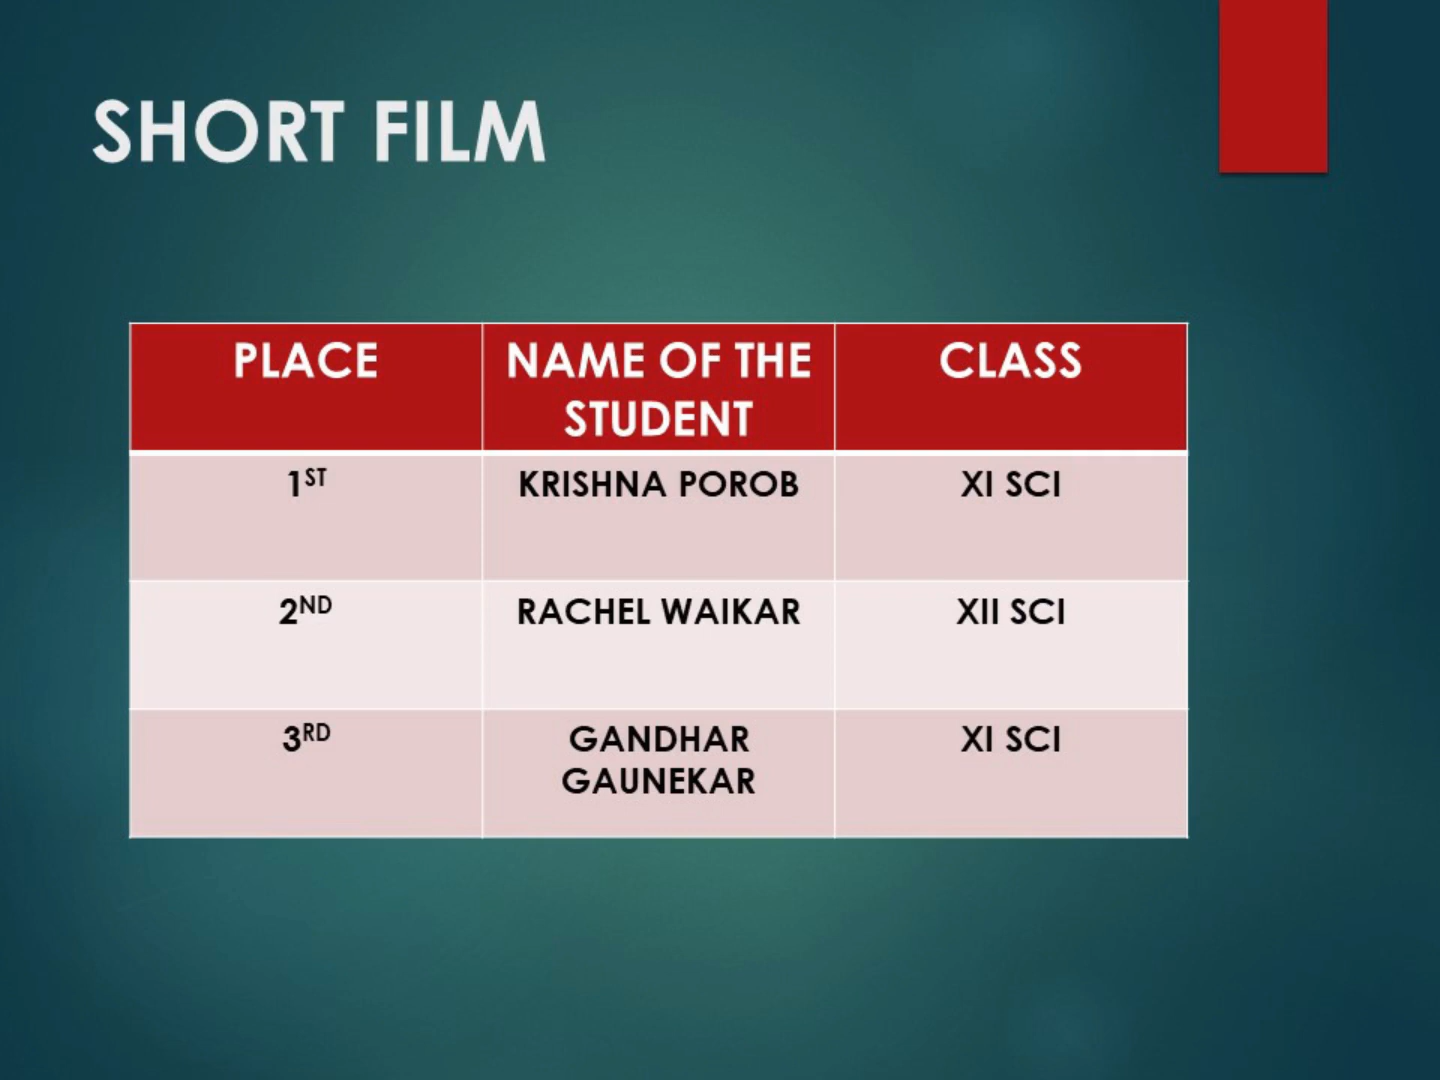 SHORT FILM
PLACE
NAME OF THE
STUDENT
CLASS
1ST
KRISHNA POROB
XI SCI
2ND
RACHEL WAIKAR
XII SCI
3RD
GANDHAR
GAUNEKAR
XI SCI